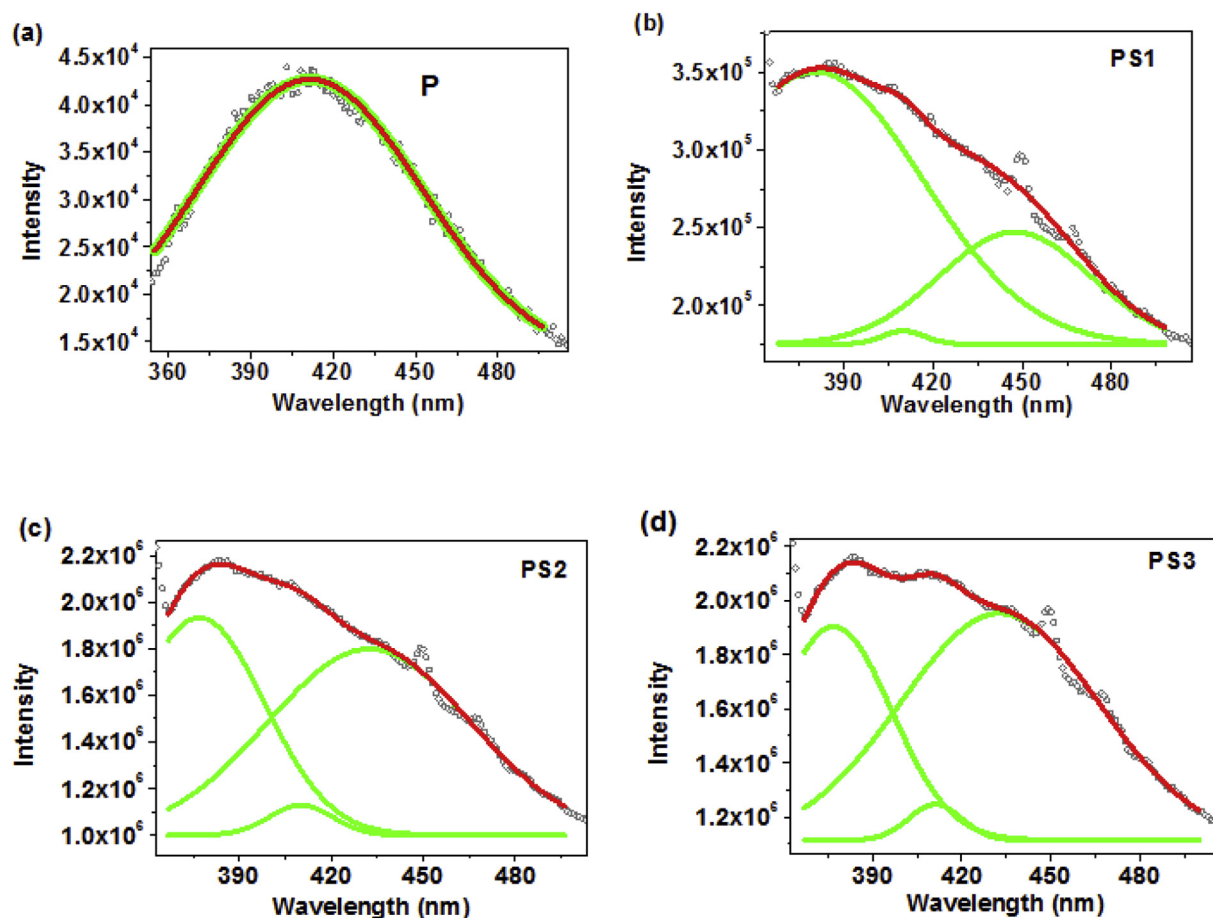 (a)
P
4.5x10⁴
4.0x10⁴
3.5x10⁴
3.0x10⁴
2.5x10⁴
2.0x10⁴
1.5x10⁴
Intensity
360 390 420 450 480
Wavelength (nm)
(b)
PS1
3.5x10⁵
3.0x10⁵
2.5x10⁵
2.0x10⁵
Intensity
390 420 450 480
Wavelength (nm)
(c)
PS2
2.2x10⁶
2.0x10⁶
1.8x10⁶
1.6x10⁶
1.4x10⁶
1.2x10⁶
1.0x10⁶
Intensity
390 420 450 480
Wavelength (nm)
(d)
PS3
2.2x10⁶
2.0x10⁶
1.8x10⁶
1.6x10⁶
1.4x10⁶
1.2x10⁶
Intensity
390 420 450 480
Wavelength (nm)